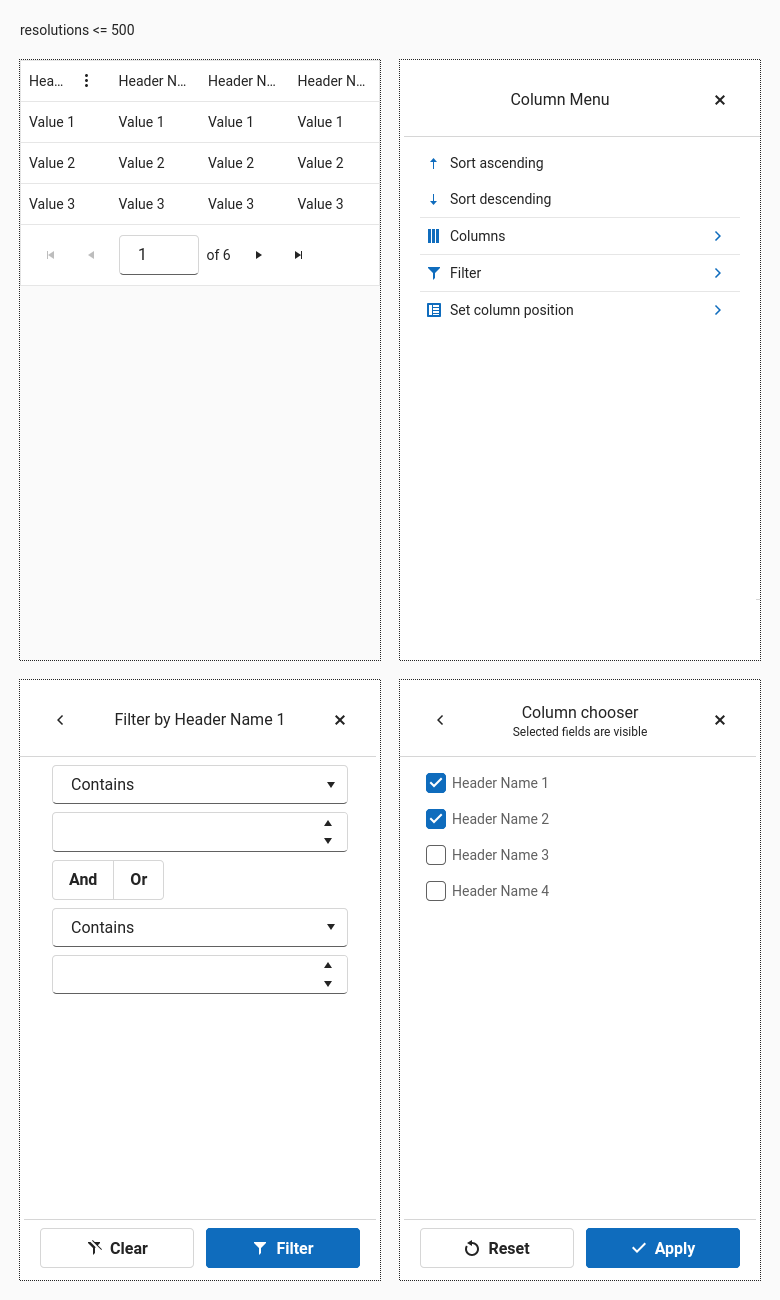 resolutions <= 500
Hea... Header N... Header N... Header N...
Value 1 Value 1 Value 1 Value 1
Value 2 Value 2 Value 2 Value 2
Value 3 Value 3 Value 3 Value 3
1 of 6
Column Menu
Sort ascending
Sort descending
Columns
Filter
Set column position
Filter by Header Name 1
Contains
And Or
Contains
Clear Filter
Column chooser
Selected fields are visible
Header Name 1
Header Name 2
Header Name 3
Header Name 4
Reset Apply